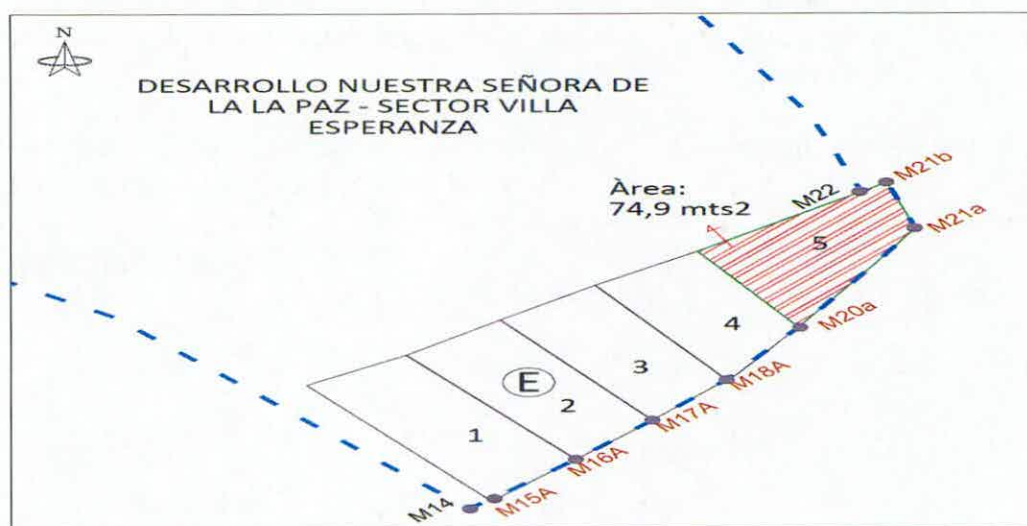 N
DESARROLLO NUESTRA SEÑORA DE
LA LA PAZ - SECTOR VILLA
ESPERANZA
Àrea:
74,9 mts2
M22
M21b
M21a
5
M20a
4
M18A
3
E
M17A
2
M16A
1
M15A
M14